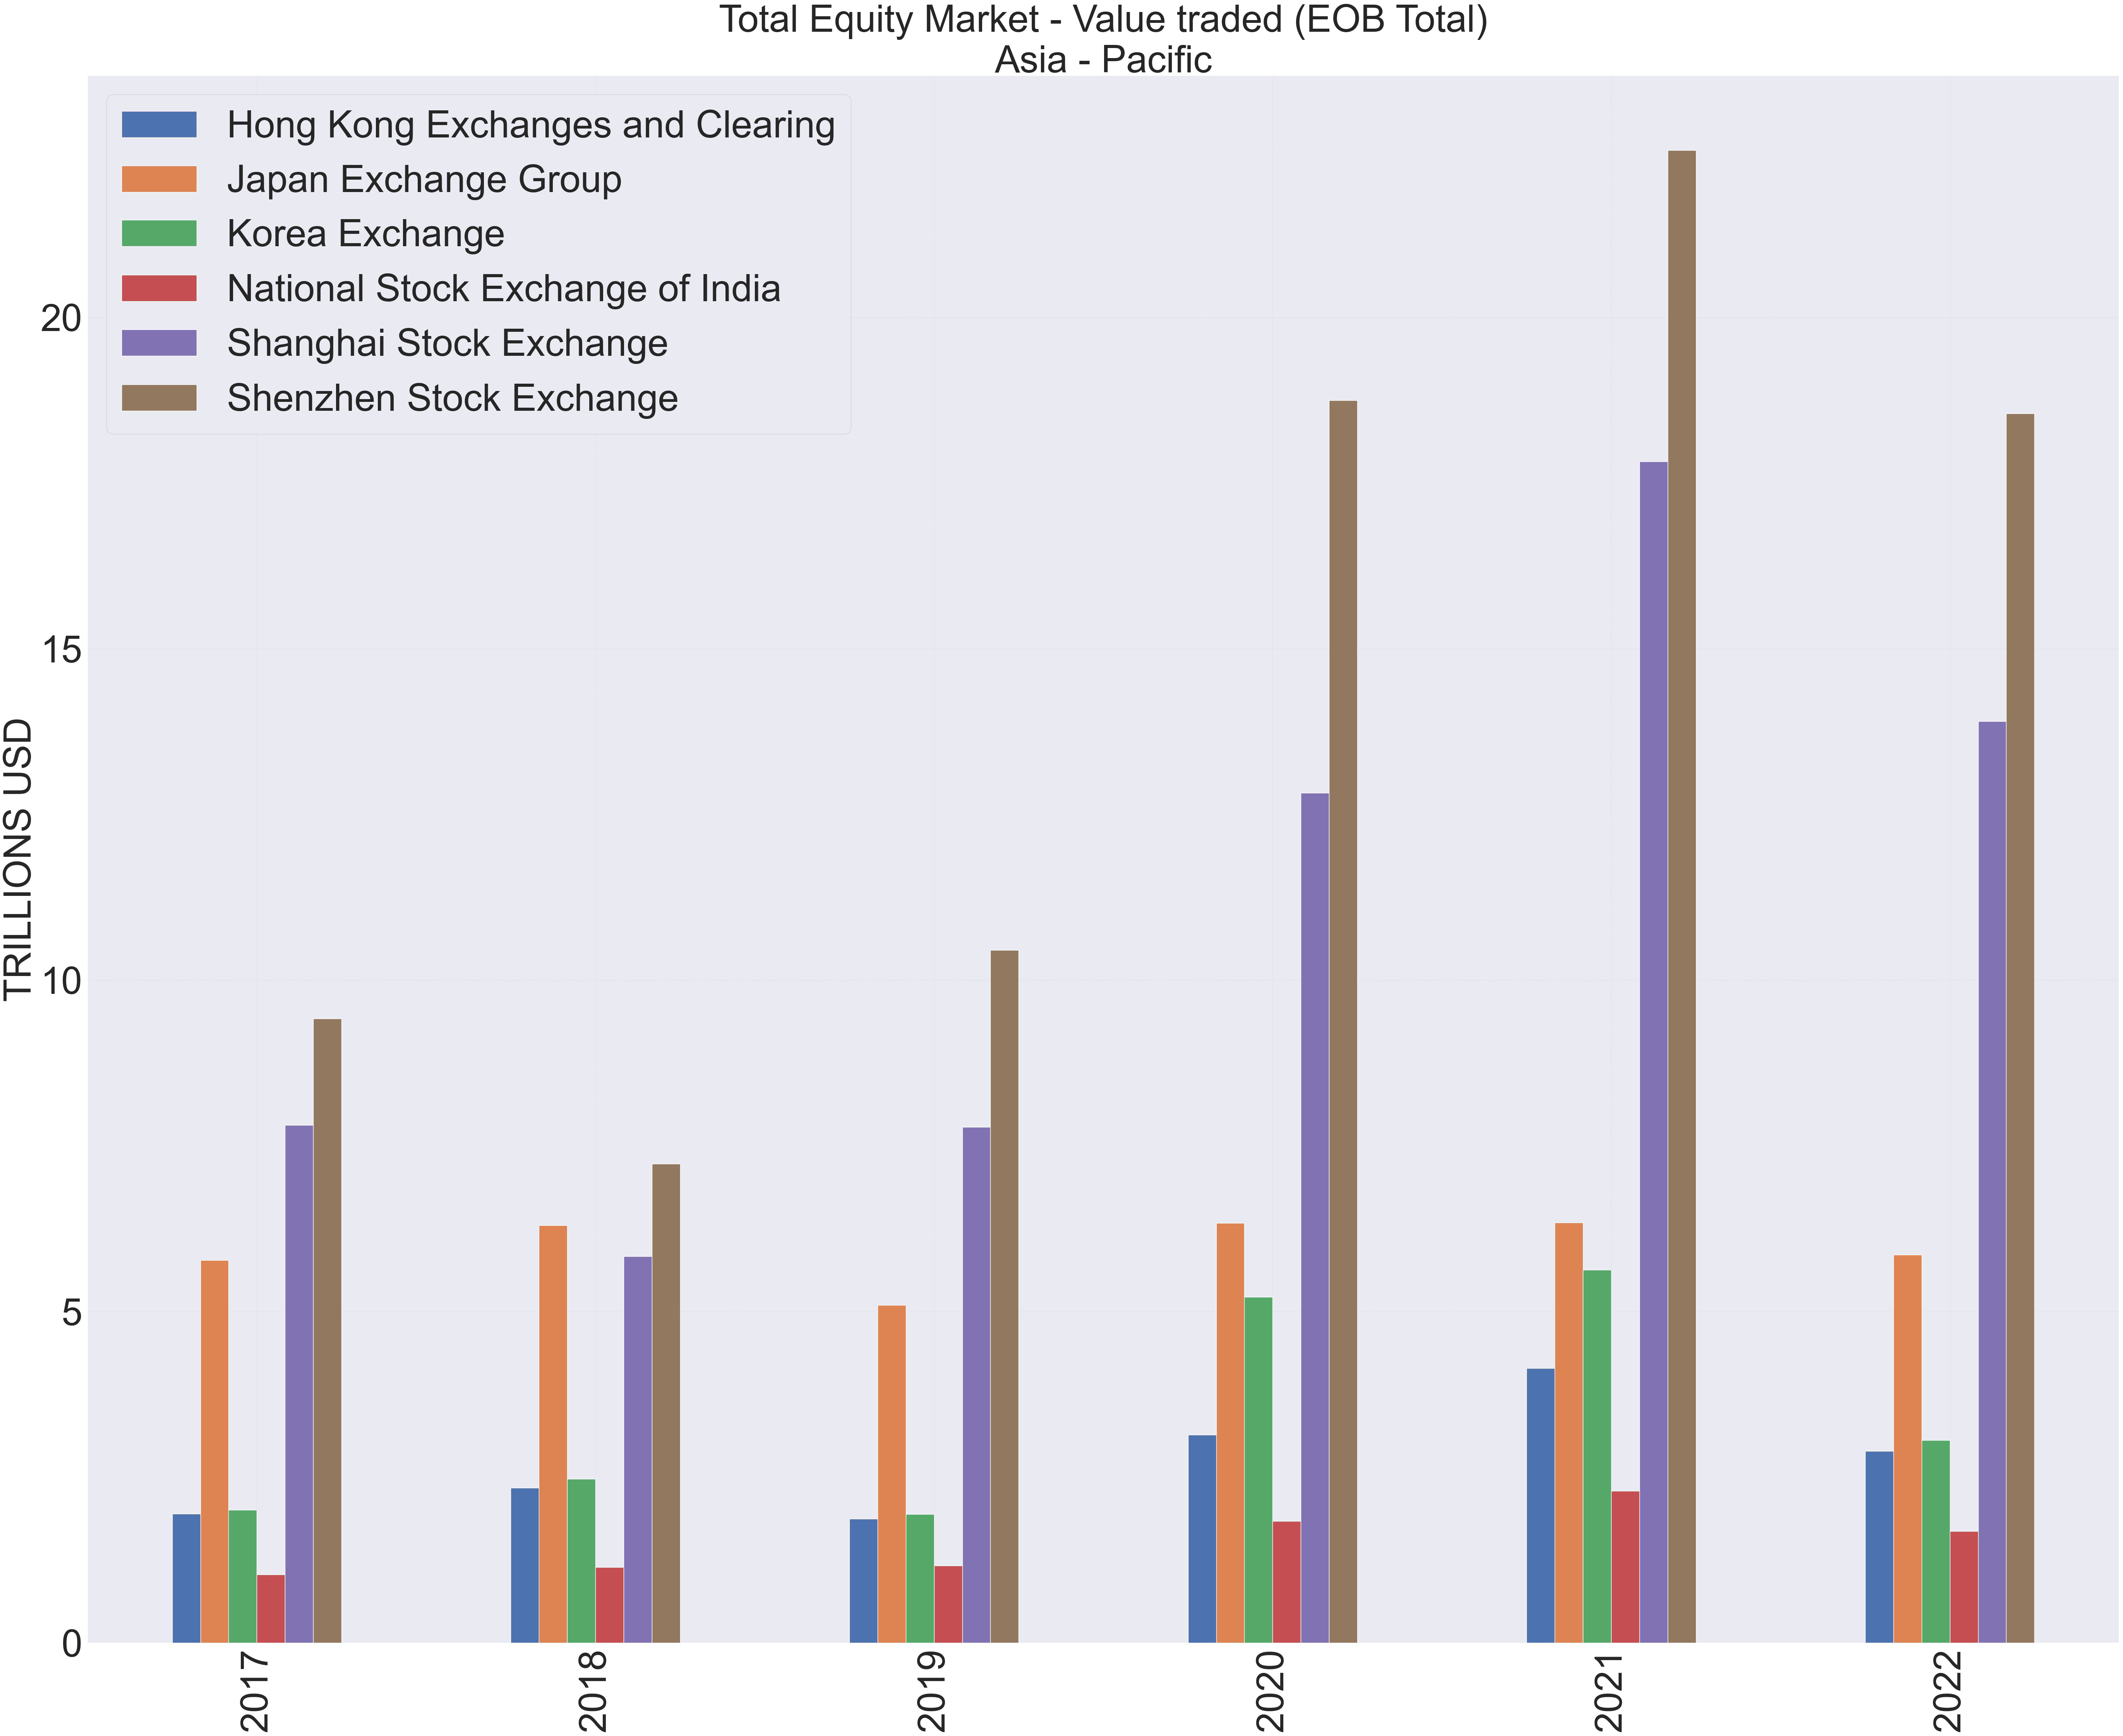 Total Equity Market - Value traded (EOB Total)
Asia - Pacific
Hong Kong Exchanges and Clearing
Japan Exchange Group
Korea Exchange
National Stock Exchange of India
Shanghai Stock Exchange
Shenzhen Stock Exchange
TRILLIONS USD
20
15
10
5
0
2017
2018
2019
2020
2021
2022